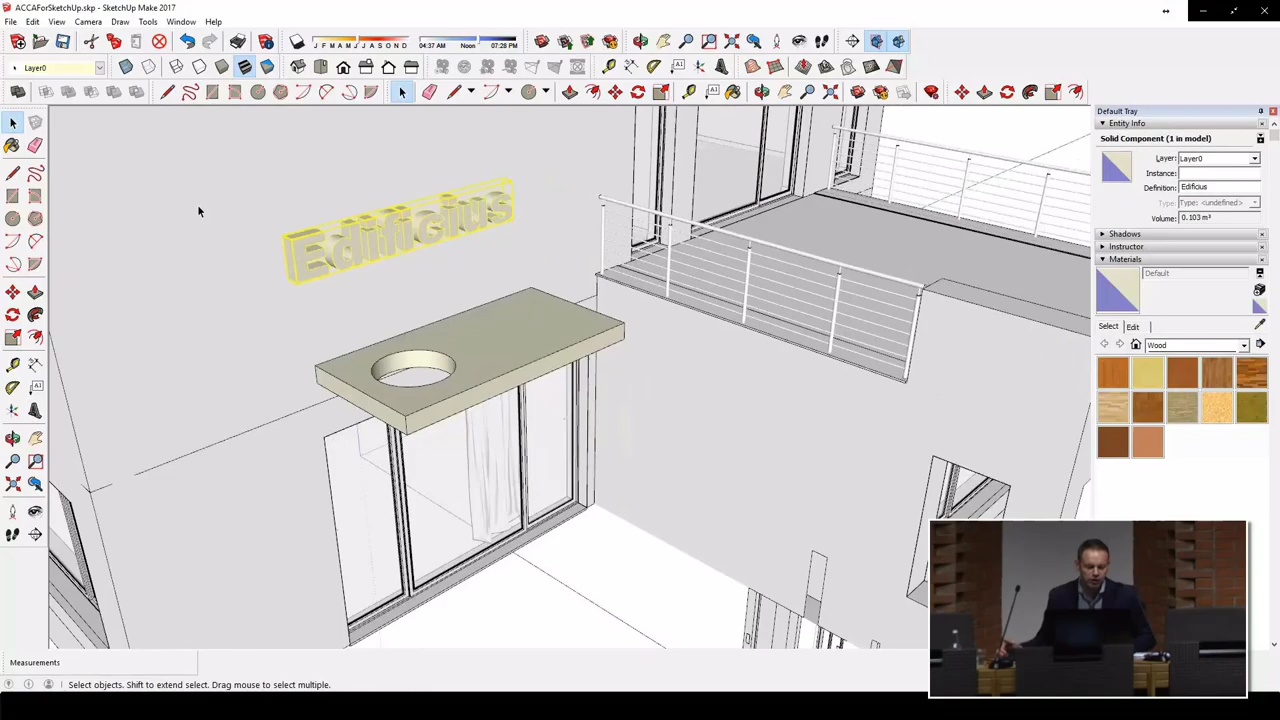 ACCAForSketchUp.skp - SketchUp Make 2017
File Edit View Camera Draw Tools Window Help
J F M A M J J A S O N D
04:37 AM Noon 07:28 PM
Layer0
Default Tray
Entity Info
Solid Component (1 in model)
Layer: Layer0
Instance:
Definition: Edificius
Type: Type: <undefined>
Volume: 0.103 m³
Shadows
Instructor
Materials
Default
Select Edit
Wood
Edificius
Measurements
Select objects. Shift to extend select. Drag mouse to select multiple.